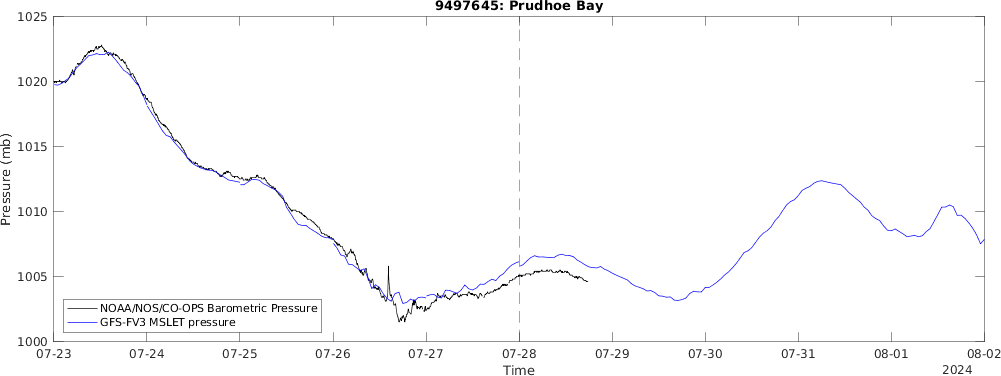 9497645: Prudhoe Bay
Pressure (mb)
1025
1020
1015
1010
1005
1000
NOAA/NOS/CO-OPS Barometric Pressure
GFS-FV3 MSLET pressure
07-23 07-24 07-25 07-26 07-27 07-28 07-29 07-30 07-31 08-01 08-02
Time
2024